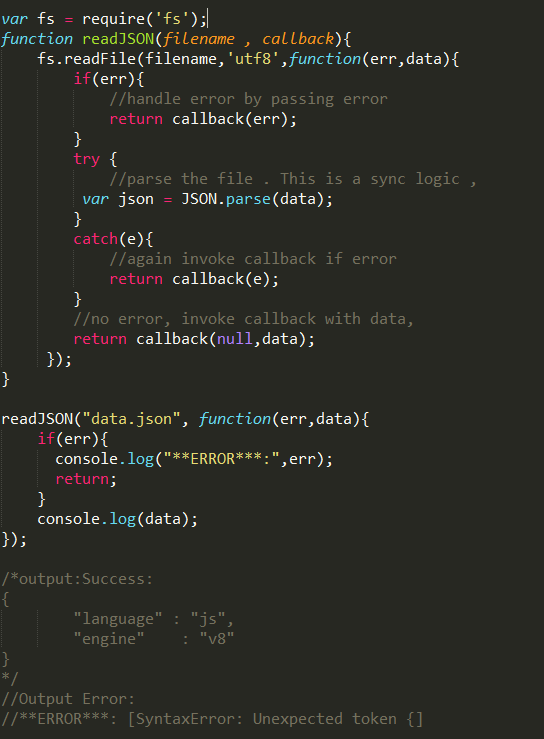 var fs = require('fs');
function readJSON(filename , callback){
    fs.readFile(filename,'utf8',function(err,data){
        if(err){
            //handle error by passing error
            return callback(err);
        }
        try {
            //parse the file . This is a sync logic ,
         var json = JSON.parse(data);
        }
        catch(e){
            //again invoke callback if error
            return callback(e);
        }
        //no error, invoke callback with data,
        return callback(null,data);
     });
}

readJSON("data.json", function(err,data){
    if(err){
      console.log("**ERROR***:",err);
      return;
    }
    console.log(data);
});

/*output:Success:
{
        "language" : "js",
        "engine"    : "v8"
}
*/
//Output Error:
//**ERROR***: [SyntaxError: Unexpected token {]